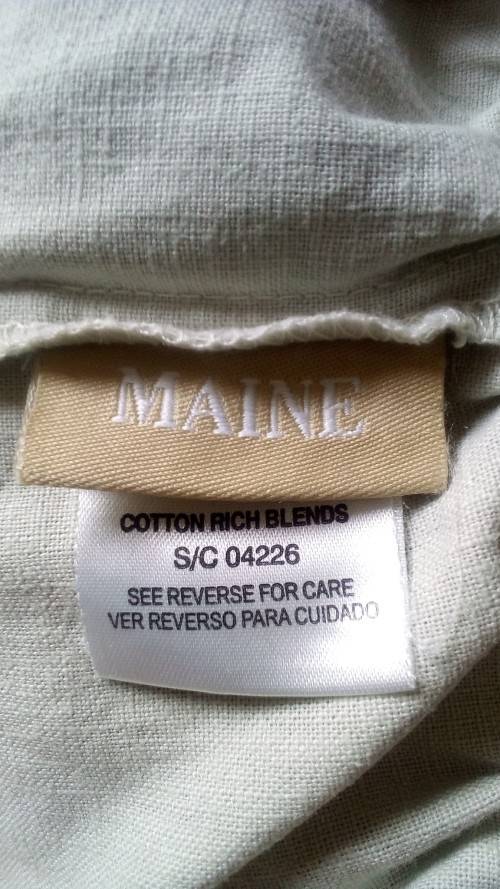 MAINE
COTTON RICH BLENDS
S/C 04226
SEE REVERSE FOR CARE
VER REVERSO PARA CUIDADO